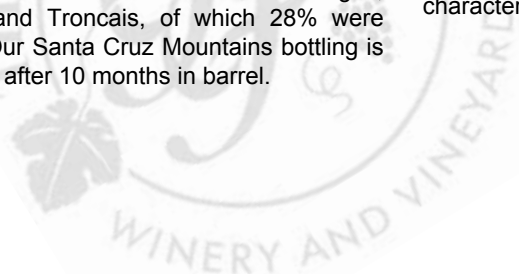 and Troncais, of which 28% were
Our Santa Cruz Mountains bottling is
after 10 months in barrel.
character
WINERY AND VINEYARD